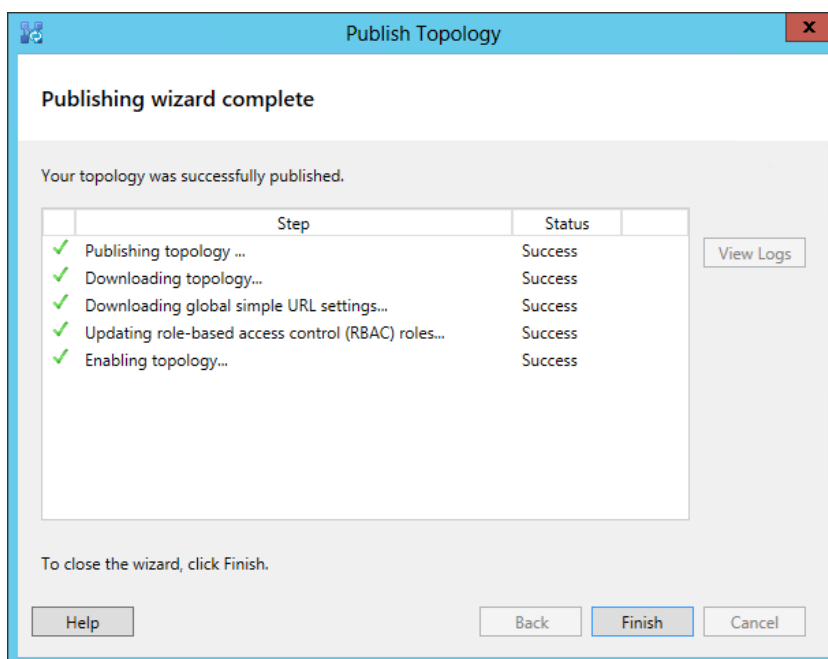 Publish Topology
x
Publishing wizard complete
Your topology was successfully published.
Step Status
Publishing topology ... Success
View Logs
Downloading topology... Success
Downloading global simple URL settings... Success
Updating role-based access control (RBAC) roles... Success
Enabling topology... Success
To close the wizard, click Finish.
Help Back Finish Cancel